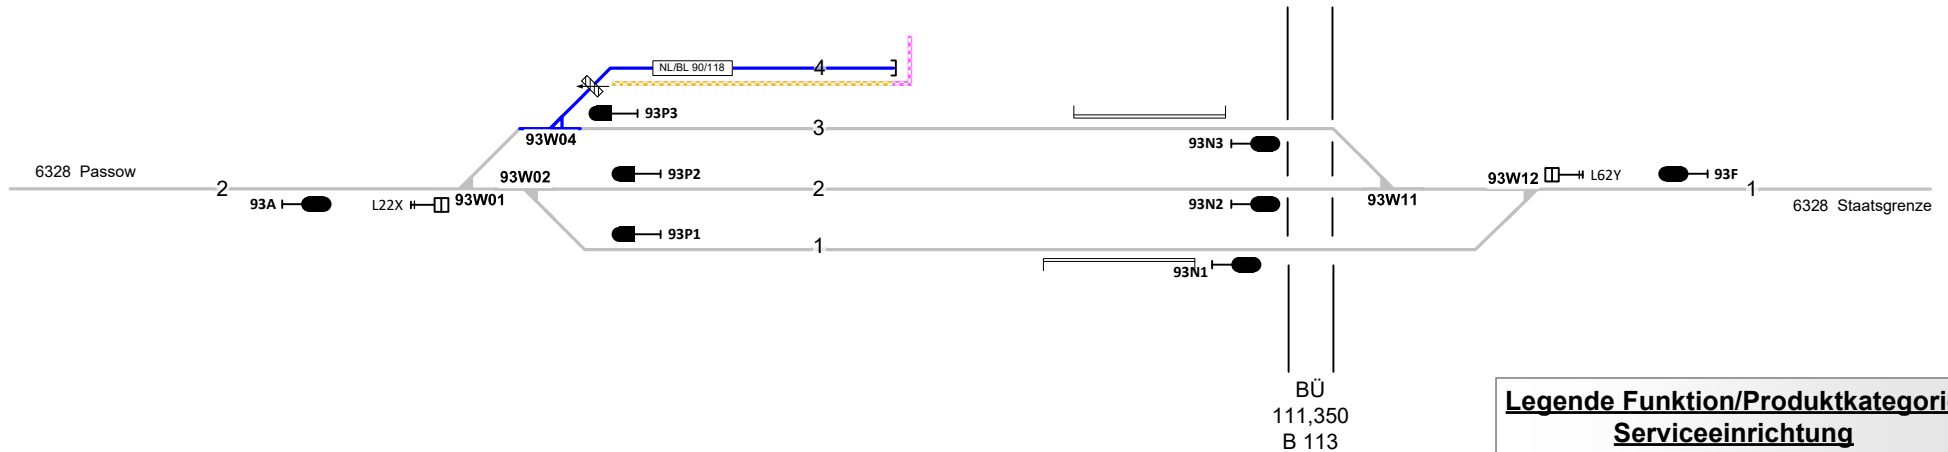 NL/BL 90/118
4
93P3
93W04
3
93N3
6328 Passow
93W02
93P2
93W12
L62Y
93F
2
2
1
93A
L22X
93W01
93N2
93W11
6328 Staatsgrenze
93P1
1
93N1
BÜ
111,350
B 113
Legende Funktion/Produktkategori
Serviceeinrichtung